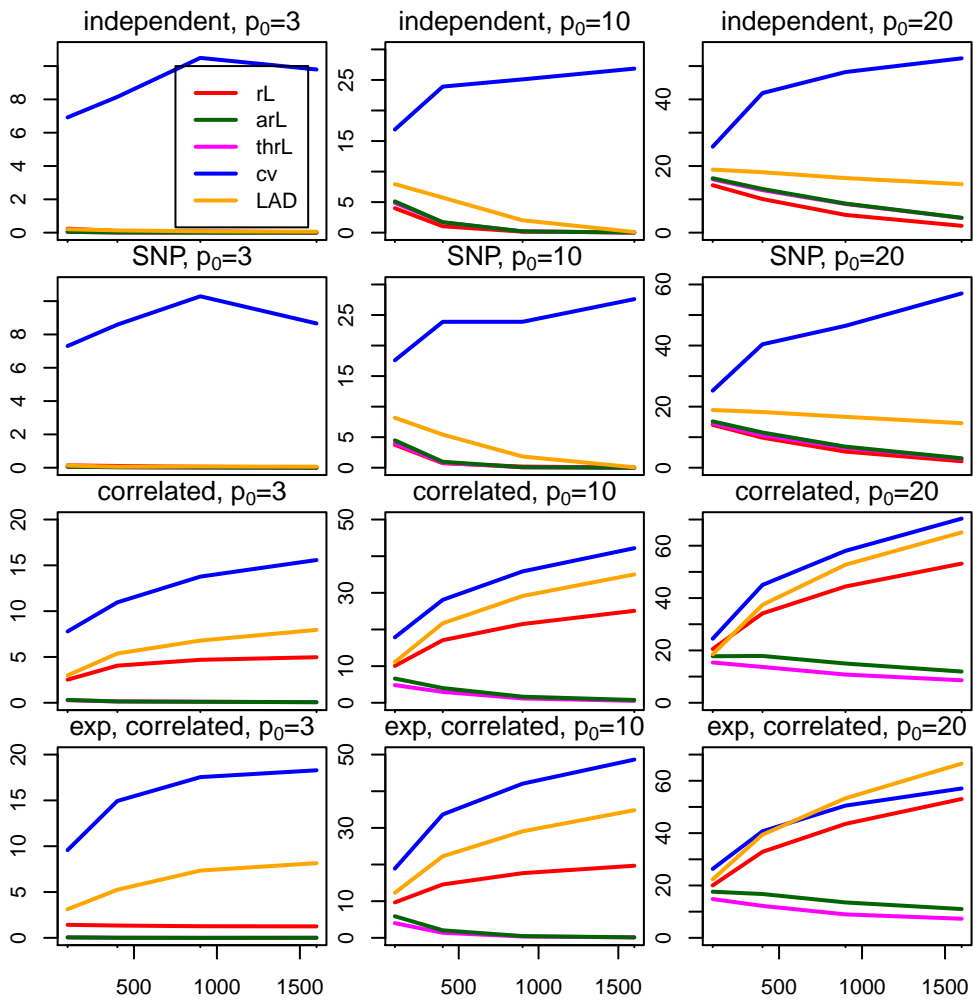 independent, p0=3
independent, p0=10
independent, p0=20
0 2 4 6 8
rL
arL
thrL
cv
LAD
0 5 15 25
0 20 40
SNP, p0=3
SNP, p0=10
SNP, p0=20
0 2 4 6 8
0 5 15 25
0 20 40 60
correlated, p0=3
correlated, p0=10
correlated, p0=20
0 5 10 15 20
0 10 30 50
0 20 40 60
exp, correlated, p0=3
exp, correlated, p0=10
exp, correlated, p0=20
0 5 10 15 20
0 10 30 50
0 20 40 60
500 1000 1500
500 1000 1500
500 1000 1500